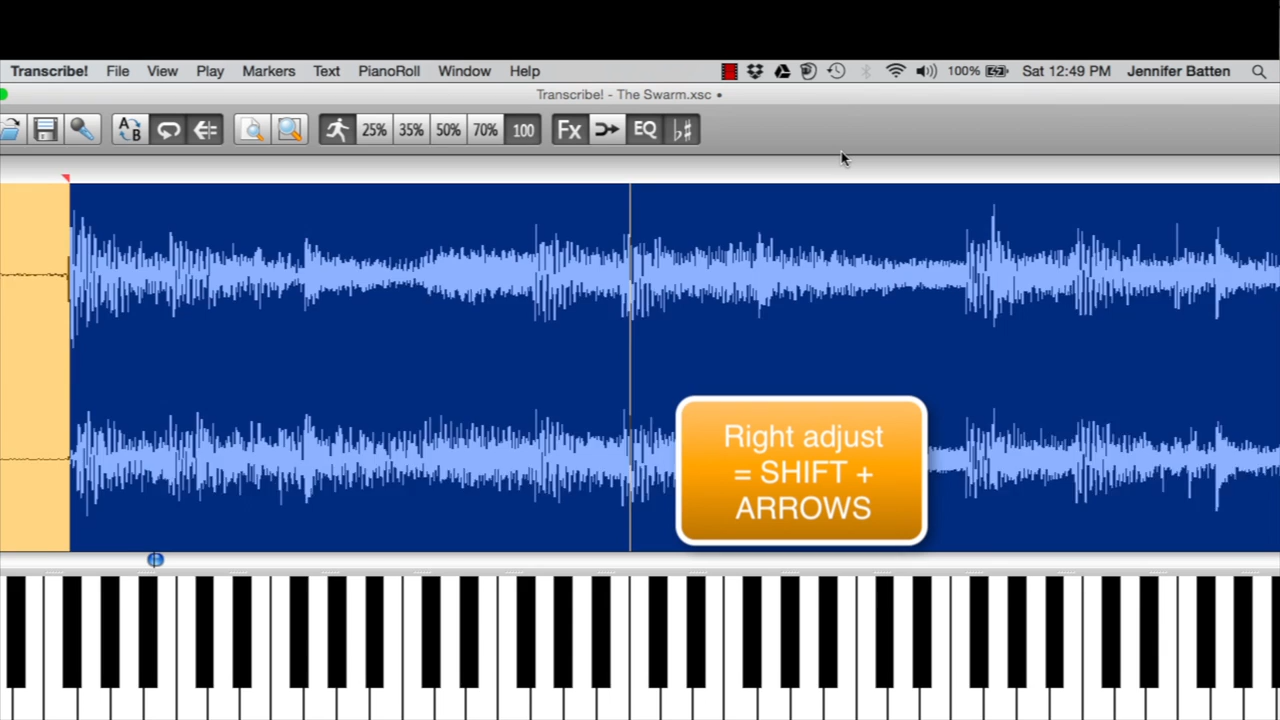 Transcribe! File View Play Markers Text PianoRoll Window Help 100% Sat 12:49 PM Jennifer Batten
Transcribe! - The Swarm.xsc •
A B 25% 35% 50% 70% 100 Fx EQ ♭♯
Right adjust
= SHIFT +
ARROWS